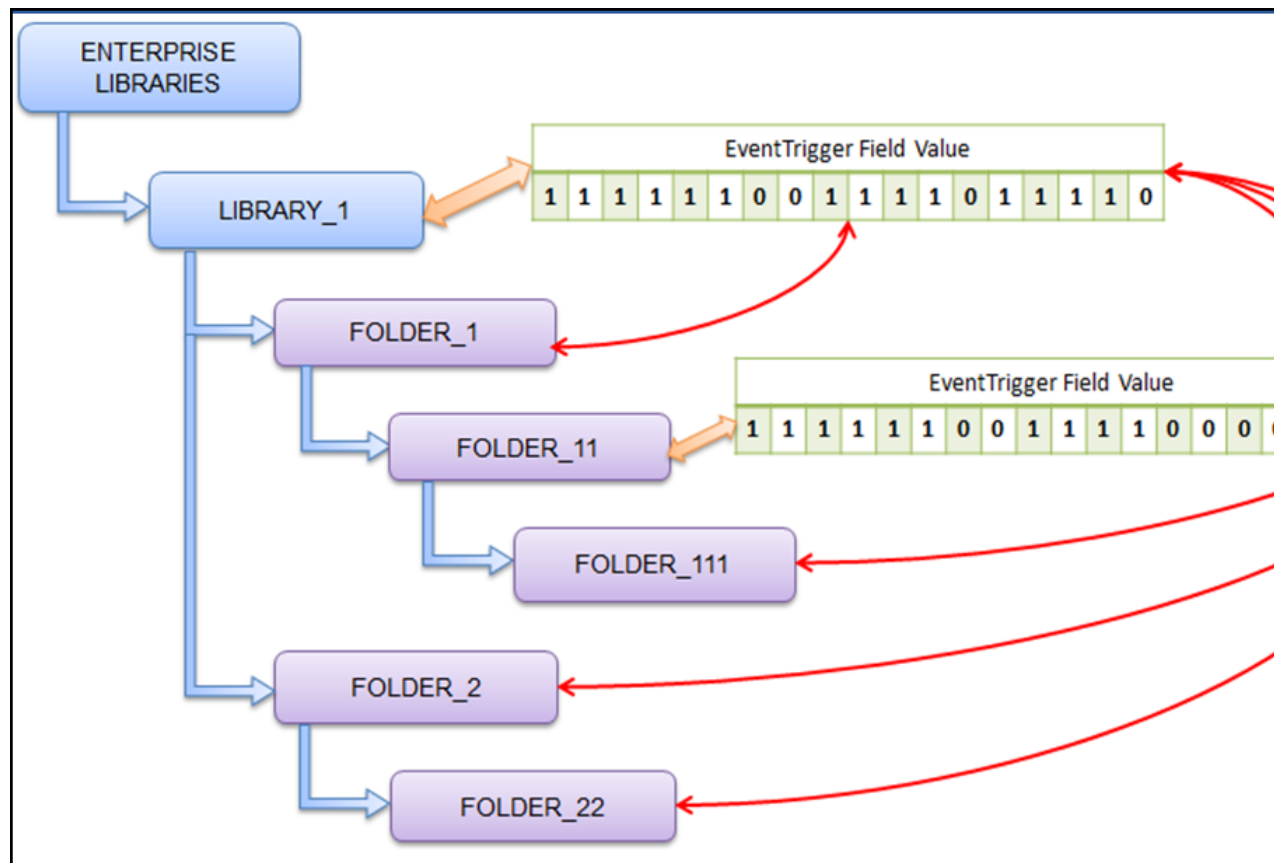 ENTERPRISE
LIBRARIES
EventTrigger Field Value
1 1 1 1 1 1 0 0 1 1 1 1 0 1 1 1 1 0
LIBRARY_1
FOLDER_1
EventTrigger Field Value
1 1 1 1 1 1 0 0 1 1 1 1 0 0 0
FOLDER_11
FOLDER_111
FOLDER_2
FOLDER_22